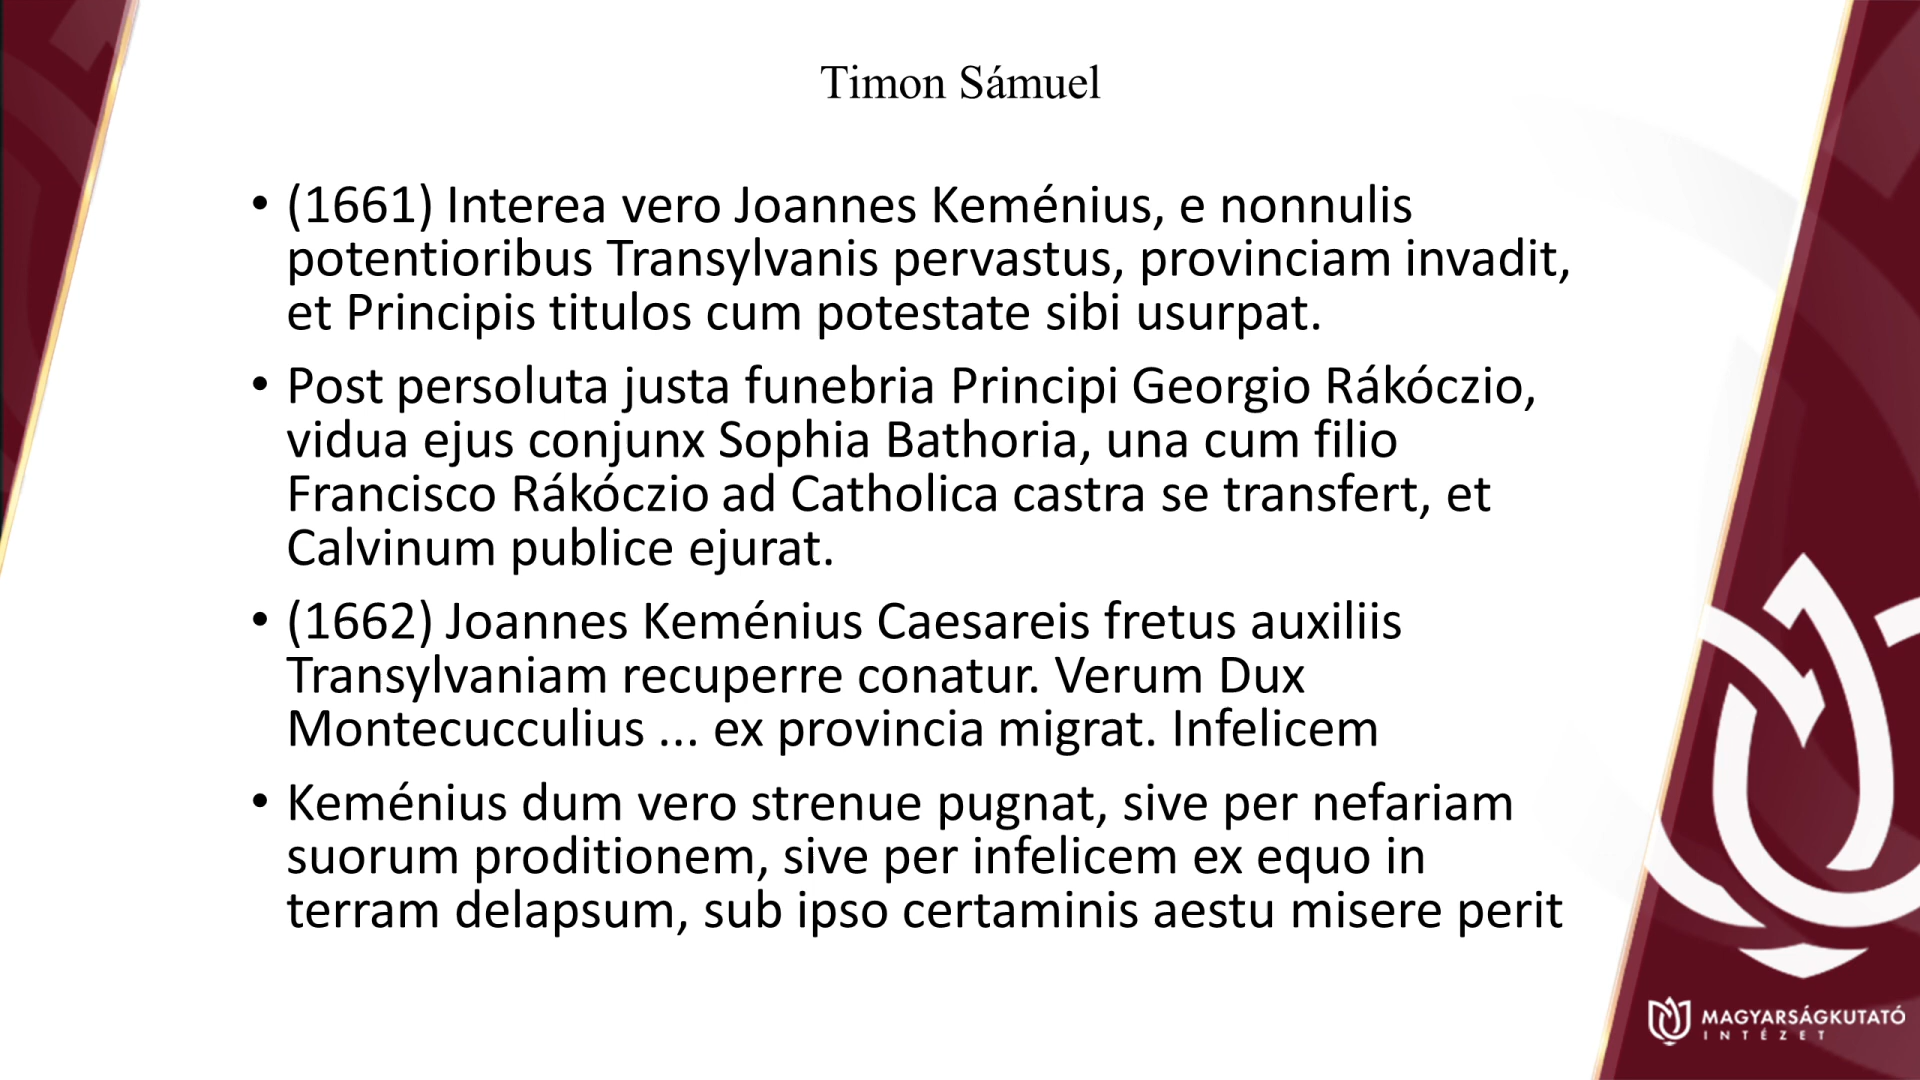 Timon Sámuel
• (1661) Interea vero Joannes Keménius, e nonnulis
potentioribus Transylvanis pervastus, provinciam invadit,
et Principis titulos cum potestate sibi usurpat.
• Post persoluta justa funebria Principi Georgio Rákóczio,
vidua ejus conjunx Sophia Bathoria, una cum filio
Francisco Rákóczio ad Catholica castra se transfert, et
Calvinum publice ejurat.
• (1662) Joannes Keménius Caesareis fretus auxiliis
Transylvaniam recuperre conatur. Verum Dux
Montecucculius ... ex provincia migrat. Infelicem
• Keménius dum vero strenue pugnat, sive per nefariam
suorum proditionem, sive per infelicem ex equo in
terram delapsum, sub ipso certaminis aestu misere perit
MAGYARSÁGKUTATÓ
INTÉZET